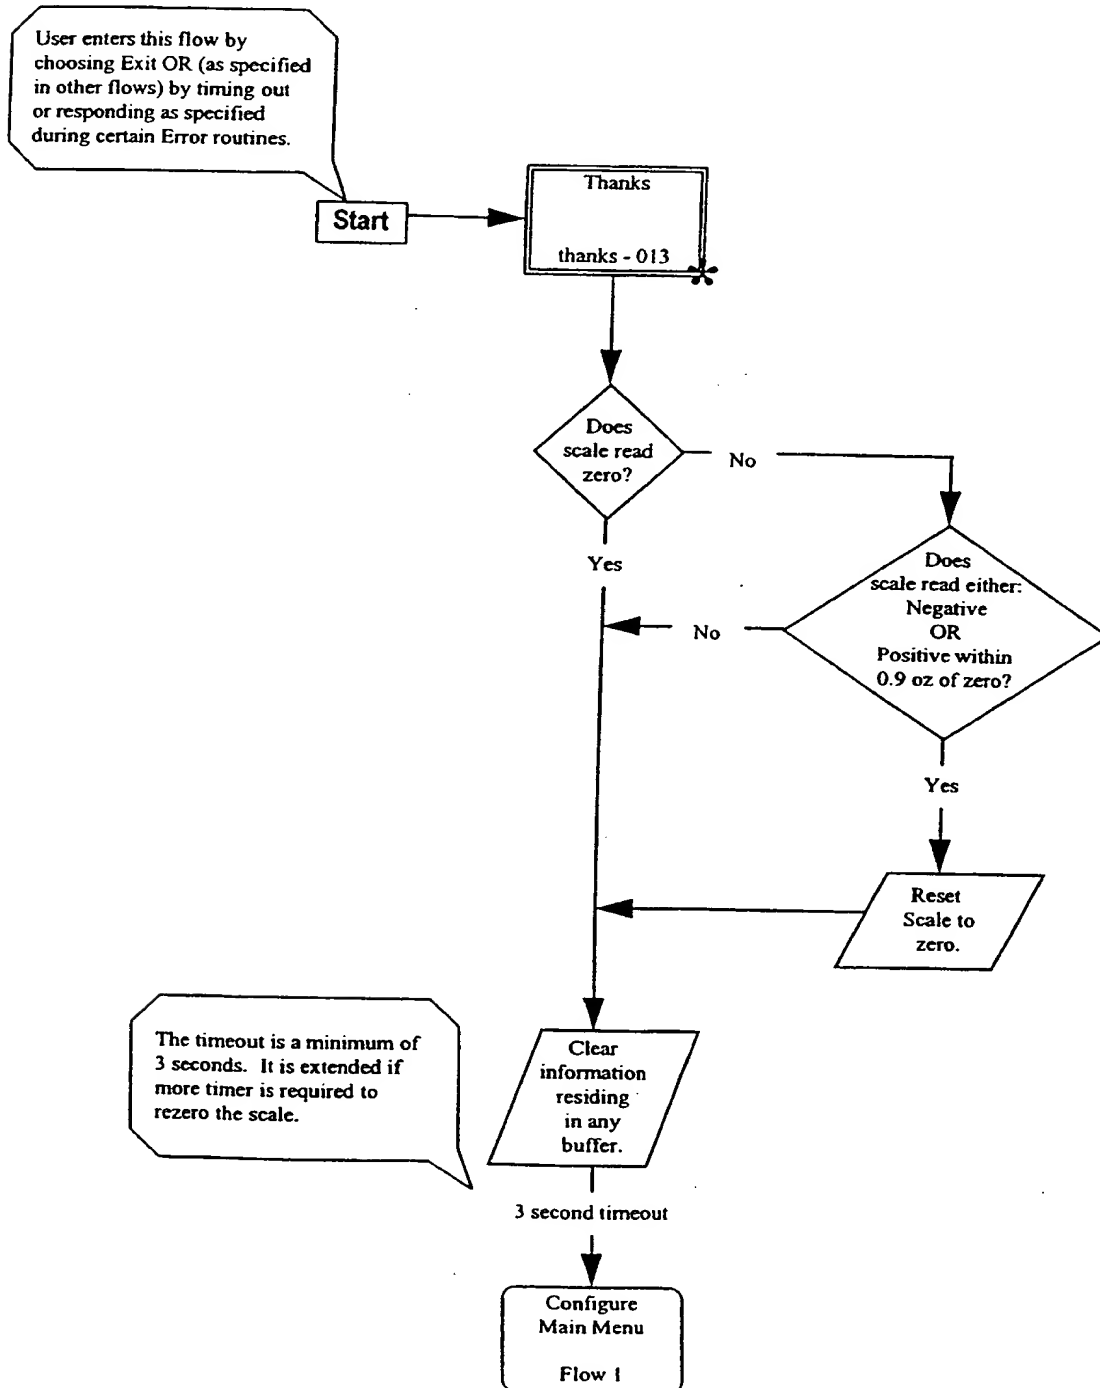 User enters this flow by
choosing Exit OR (as specified
in other flows) by timing out
or responding as specified
during certain Error routines.
Start
Thanks
thanks - 013
Does
scale read
zero?
No
Yes
Does
scale read either:
Negative
OR
Positive within
0.9 oz of zero?
No
Yes
Reset
Scale to
zero.
The timeout is a minimum of
3 seconds. It is extended if
more timer is required to
rezero the scale.
Clear
information
residing
in any
buffer.
3 second timeout
Configure
Main Menu
Flow 1